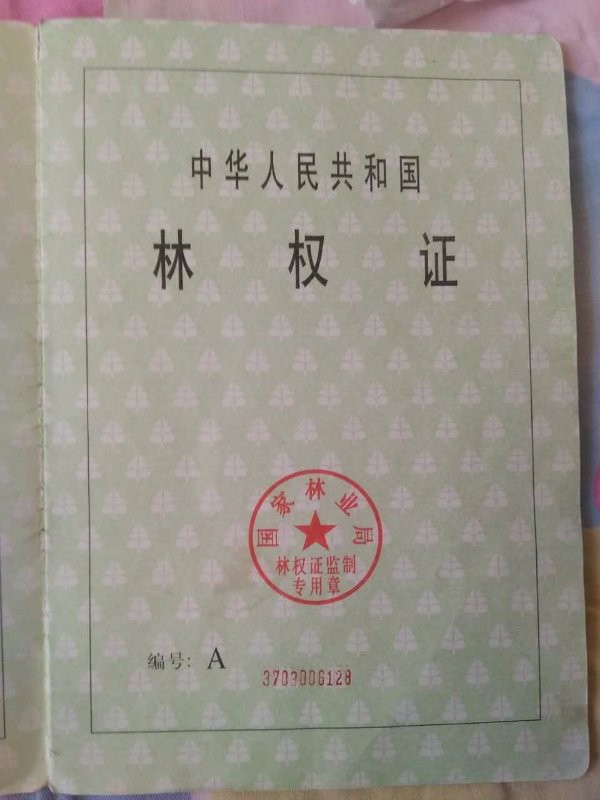 中华人民共和国
林权证
国家林业局
林权证监制
专用章
编号：A
3703006128